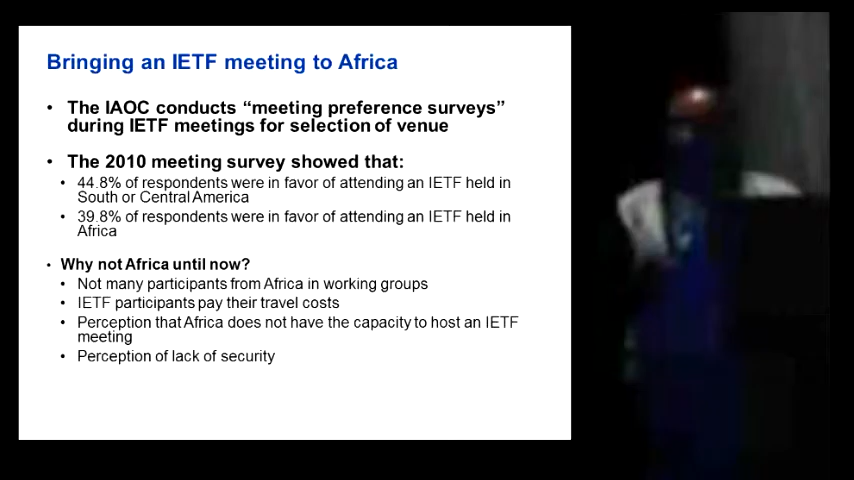 Bringing an IETF meeting to Africa
• The IAOC conducts “meeting preference surveys”
during IETF meetings for selection of venue
• The 2010 meeting survey showed that:
• 44.8% of respondents were in favor of attending an IETF held in
South or Central America
• 39.8% of respondents were in favor of attending an IETF held in
Africa
• Why not Africa until now?
• Not many participants from Africa in working groups
• IETF participants pay their travel costs
• Perception that Africa does not have the capacity to host an IETF
meeting
• Perception of lack of security